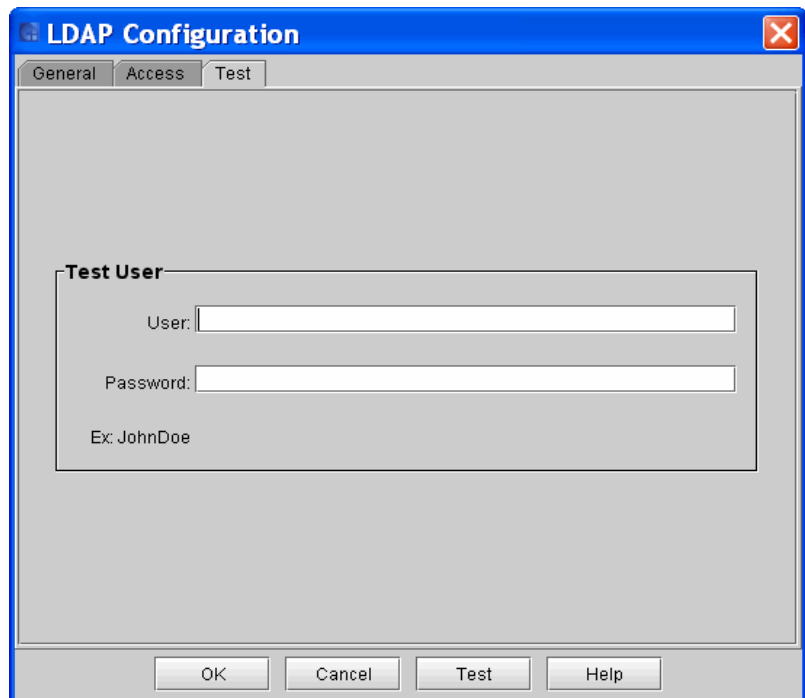 LDAP Configuration
General Access Test
Test User
User:
Password:
Ex: JohnDoe
OK Cancel Test Help